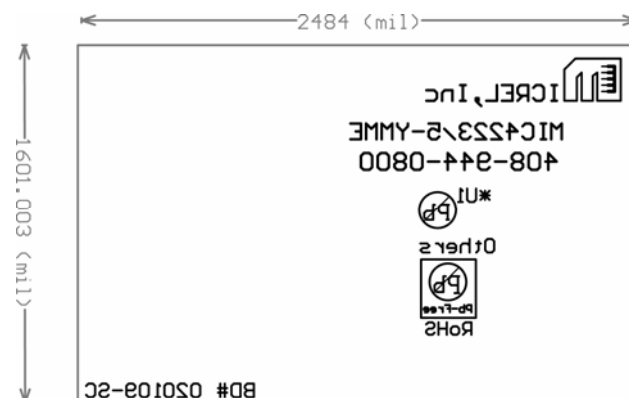 2484 (mil)
1601.003 (mil)
ICREL,Inc
MIC4223/5-YMME
408-944-0800
*U1
Pb
Others
Pb
Pb-Free
RoHS
BD# 020109-SC